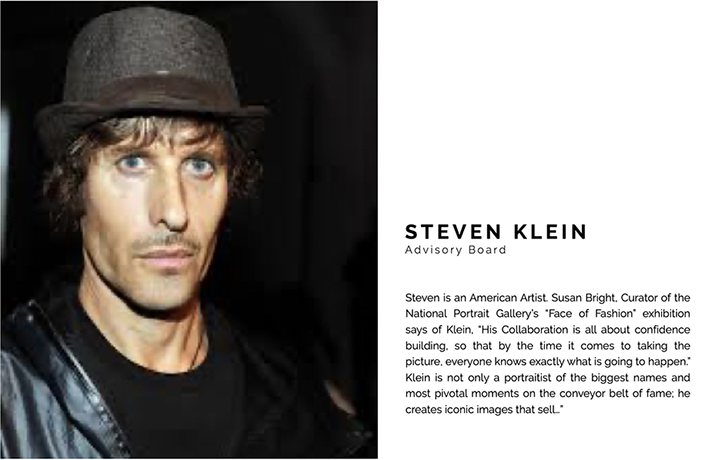 STEVEN KLEIN
Advisory Board
Steven is an American Artist. Susan Bright, Curator of the
National Portrait Gallery's "Face of Fashion" exhibition
says of Klein, "His Collaboration is all about confidence
building, so that by the time it comes to taking the
picture, everyone knows exactly what is going to happen."
Klein is not only a portraitist of the biggest names and
most pivotal moments on the conveyor belt of fame; he
creates iconic images that sell…"